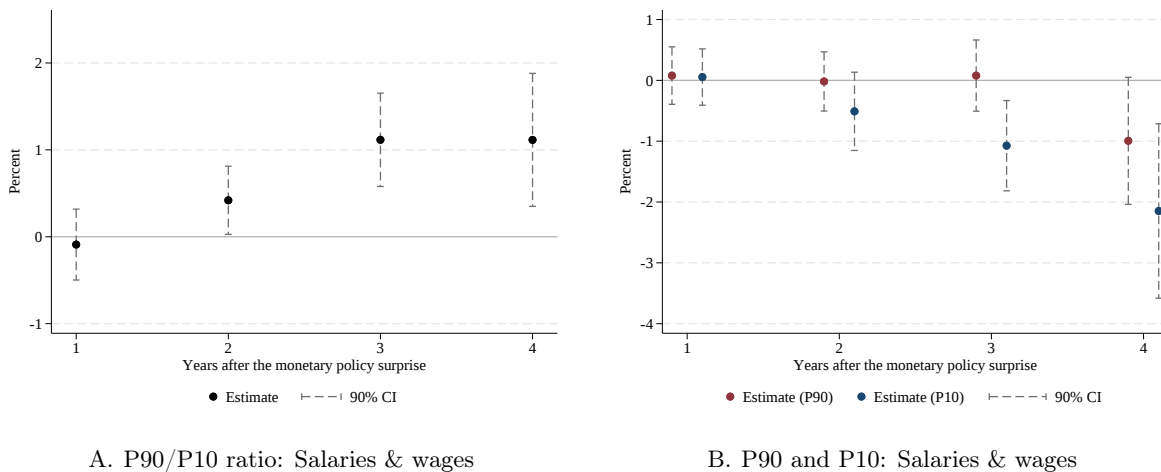 2
1
0
-1
Percent
1 2 3 4
Years after the monetary policy surprise
Estimate 90% CI
A. P90/P10 ratio: Salaries & wages
1
0
-1
-2
-3
-4
Percent
1 2 3 4
Years after the monetary policy surprise
Estimate (P90) Estimate (P10) 90% CI
B. P90 and P10: Salaries & wages